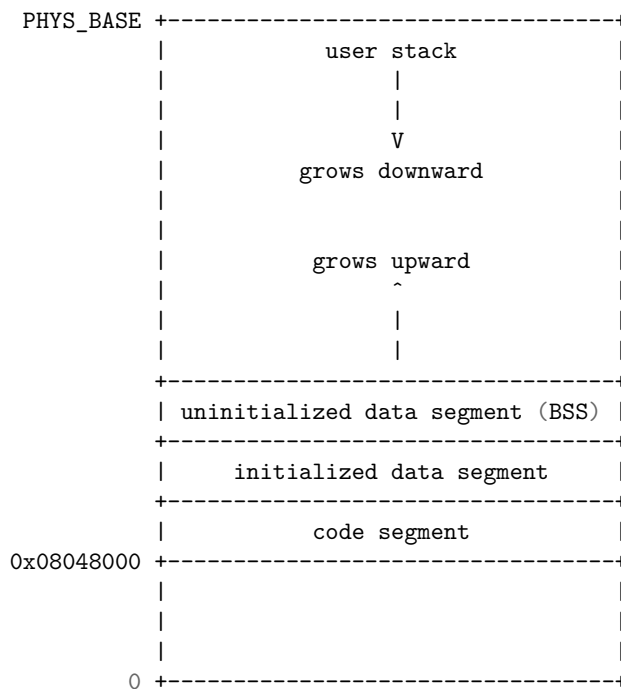 PHYS_BASE +----------------------------------+
| user stack |
| | |
| | |
| V |
| grows downward |
| |
| |
| grows upward |
| ^ |
| | |
| | |
+----------------------------------+
| uninitialized data segment (BSS) |
+----------------------------------+
| initialized data segment |
+----------------------------------+
| code segment |
0x08048000 +----------------------------------+
| |
| |
| |
0 +----------------------------------+